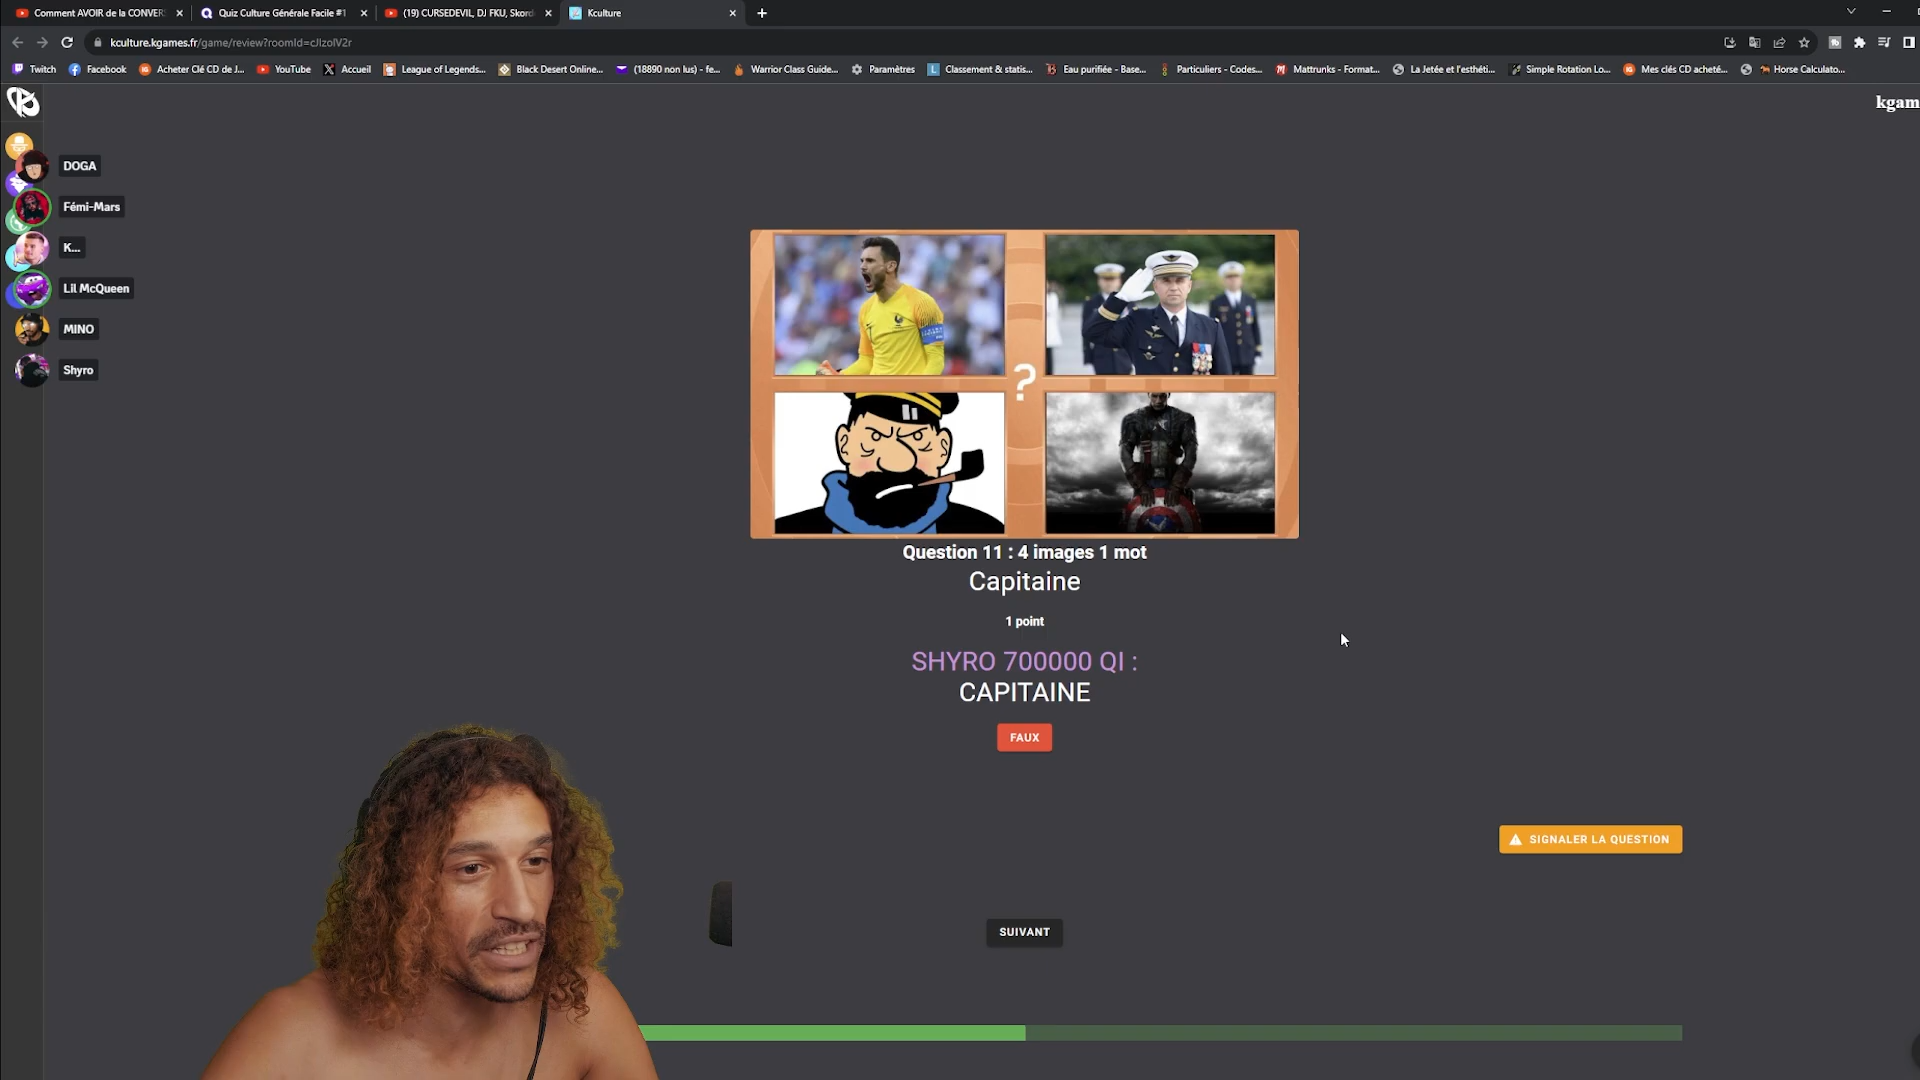 Comment AVOIR de la CONVER
Quiz Culture Générale Facile #1
(19) CURSEDEVIL, DJ FKU, Skord
Kculture
kculture.kgames.fr/game/review?roomId=cJIzolV2r
Twitch
Facebook
Acheter Clé CD de J...
YouTube
Accueil
League of Legends...
Black Desert Online...
(18890 non lus) - fe...
Warrior Class Guide...
Paramètres
Classement & statis...
Eau purifiée - Base...
Particuliers - Codes...
Mattrunks - Format...
La Jetée et l'esthéti...
Simple Rotation Lo...
Mes clés CD acheté...
Horse Calculato...
kgam
DOGA
Fémi-Mars
K...
Lil McQueen
MINO
Shyro
?
Question 11 : 4 images 1 mot
Capitaine
1 point
SHYRO 700000 QI :
CAPITAINE
FAUX
SIGNALER LA QUESTION
SUIVANT